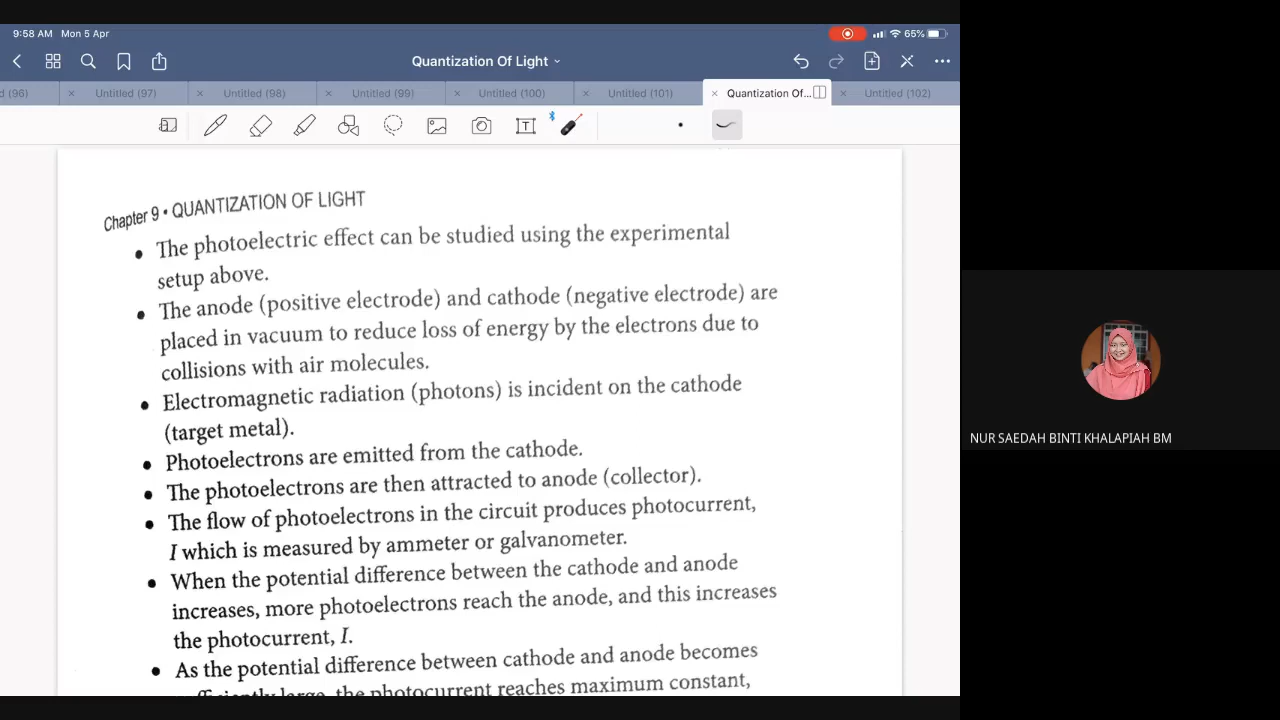 9:58 AM Mon 5 Apr
65%
Quantization Of Light
d (96)
Untitled (97)
Untitled (98)
Untitled (99)
Untitled (100)
Untitled (101)
Quantization Of...
Untitled (102)
T
Chapter 9 • QUANTIZATION OF LIGHT
• The photoelectric effect can be studied using the experimental
setup above.
• The anode (positive electrode) and cathode (negative electrode) are
placed in vacuum to reduce loss of energy by the electrons due to
collisions with air molecules.
• Electromagnetic radiation (photons) is incident on the cathode
(target metal).
• Photoelectrons are emitted from the cathode.
• The photoelectrons are then attracted to anode (collector).
• The flow of photoelectrons in the circuit produces photocurrent,
I which is measured by ammeter or galvanometer.
• When the potential difference between the cathode and anode
increases, more photoelectrons reach the anode, and this increases
the photocurrent, I.
• As the potential difference between cathode and anode becomes
sufficiently large, the photocurrent reaches maximum constant,
NUR SAEDAH BINTI KHALAPIAH BM